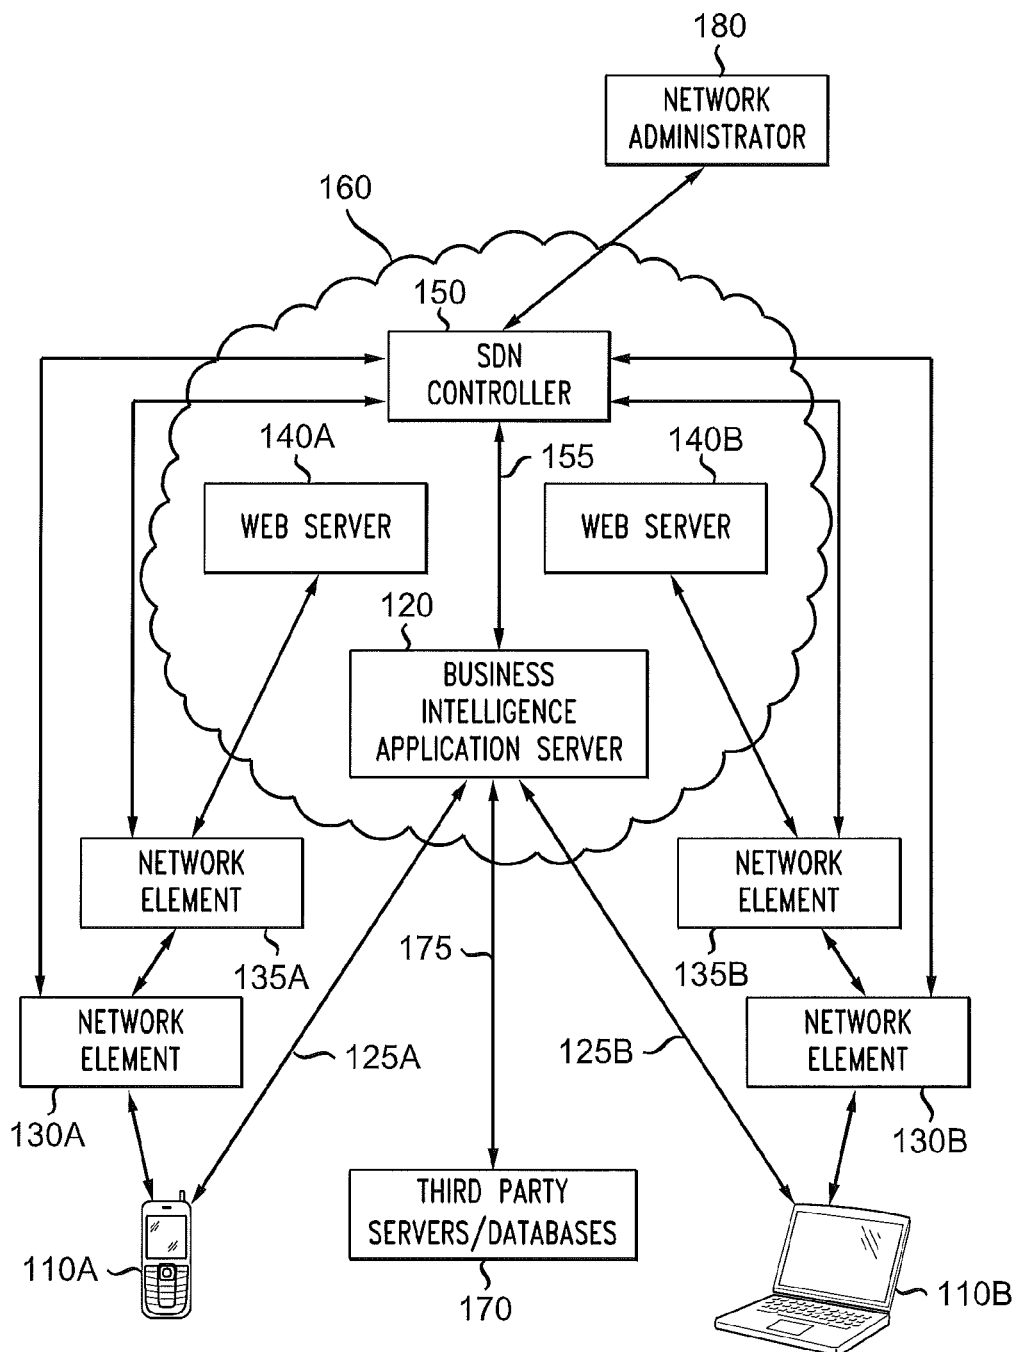 180
NETWORK
ADMINISTRATOR
160
150
SDN
CONTROLLER
140A
155
140B
WEB SERVER
WEB SERVER
120
BUSINESS
INTELLIGENCE
APPLICATION SERVER
NETWORK
ELEMENT
NETWORK
ELEMENT
135A
175
135B
NETWORK
ELEMENT
125A
125B
NETWORK
ELEMENT
130A
130B
THIRD PARTY
SERVERS/DATABASES
110A
170
110B